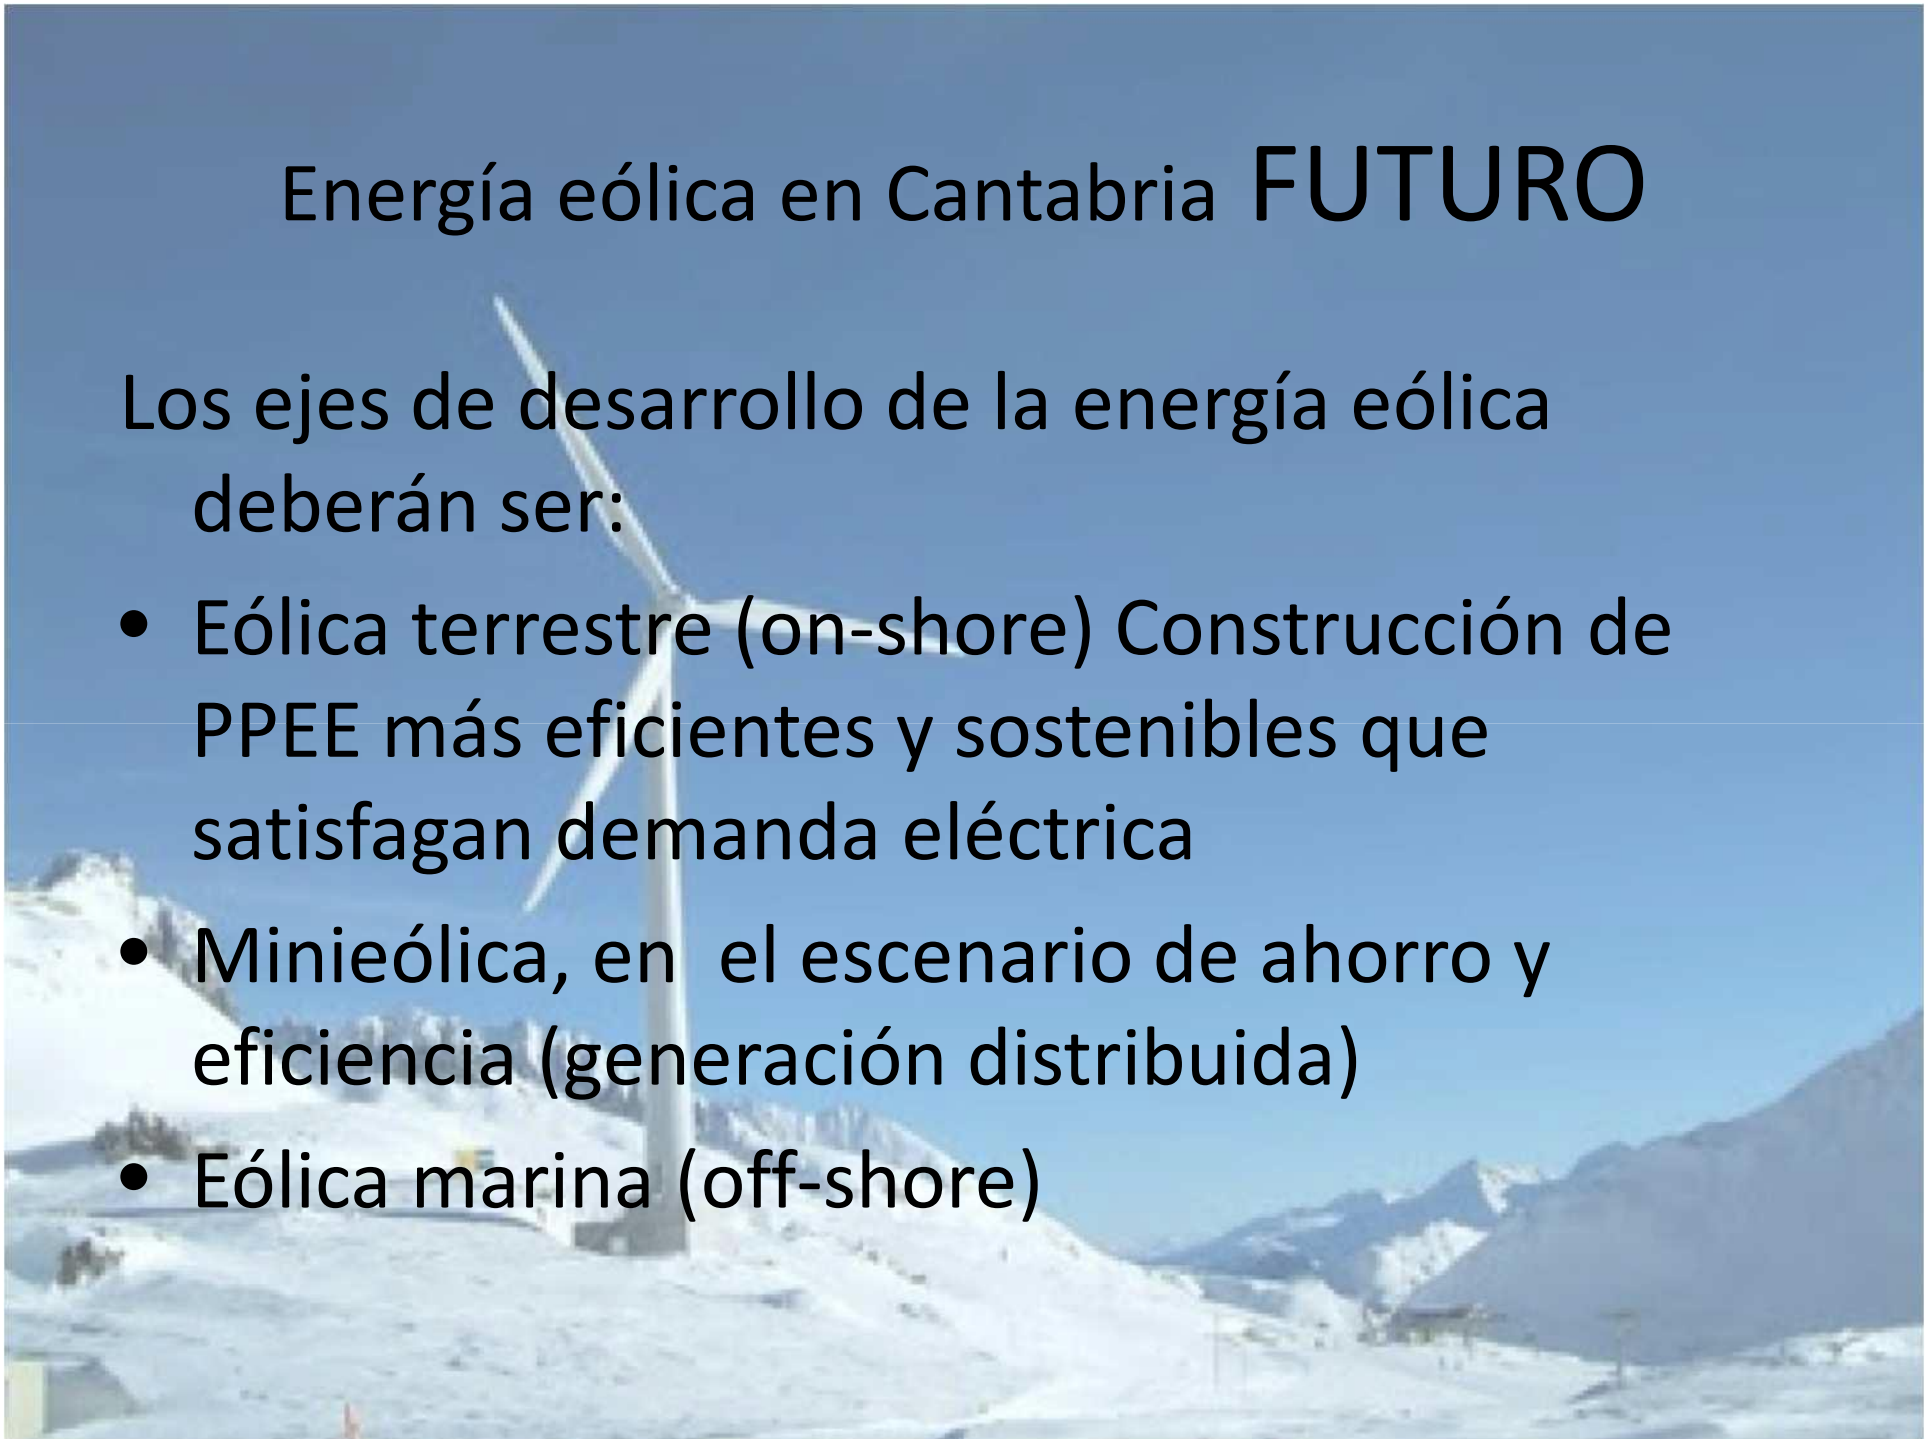 Energía eólica en Cantabria FUTURO
Los ejes de desarrollo de la energía eólica
deberán ser:
• Eólica terrestre (on-shore) Construcción de
PPEE más eficientes y sostenibles que
satisfagan demanda eléctrica
• Minieólica, en  el escenario de ahorro y
eficiencia (generación distribuida)
• Eólica marina (off-shore)